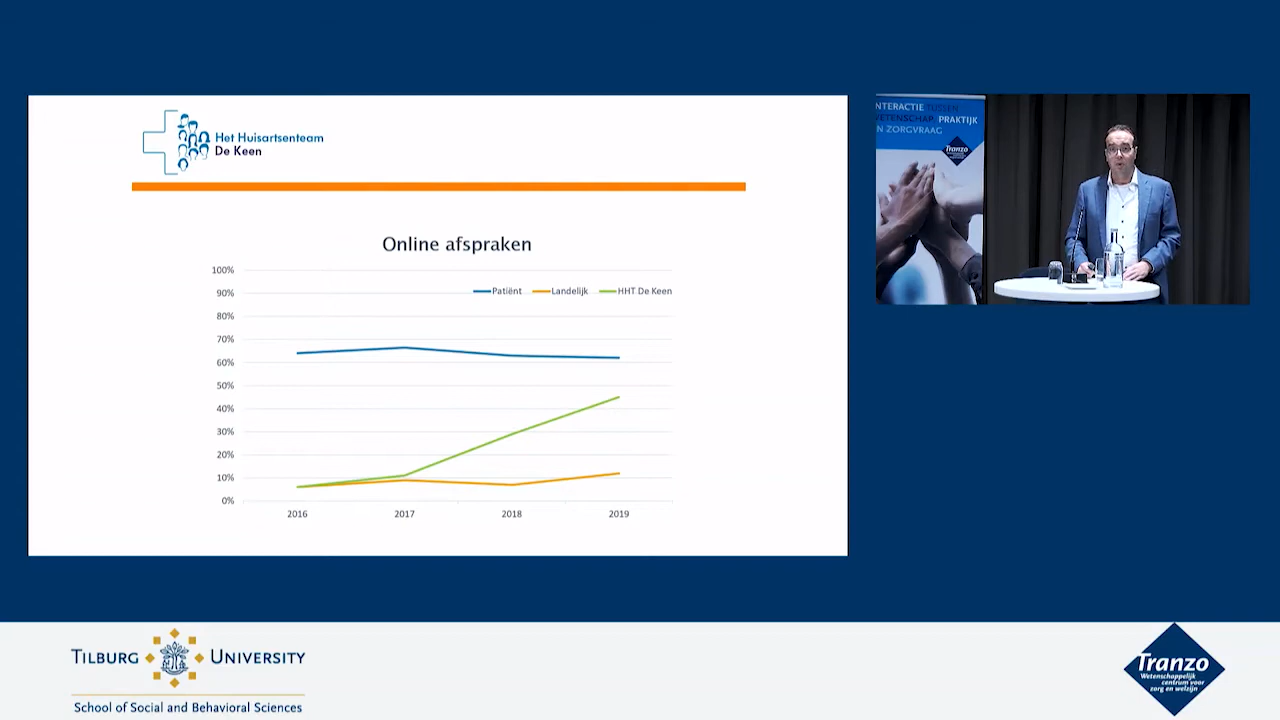 Het Huisartsenteam
De Keen
Online afspraken
100%
90%
80%
70%
60%
50%
40%
30%
20%
10%
0%
Patiënt
Landelijk
HHT De Keen
2016
2017
2018
2019
INTERACTIE TUSSEN
WETENSCHAP PRAKTIJK
EN ZORGVRAAG
Tranzo
TILBURG UNIVERSITY
School of Social and Behavioral Sciences
Tranzo
Wetenschappelijk
centrum voor
zorg en welzijn